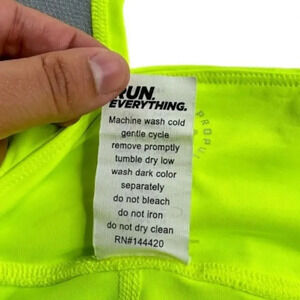 RUN.
EVERYTHING.
Machine wash cold
gentle cycle
remove promptly
tumble dry low
wash dark color
separately
do not bleach
do not iron
do not dry clean
RN#144420